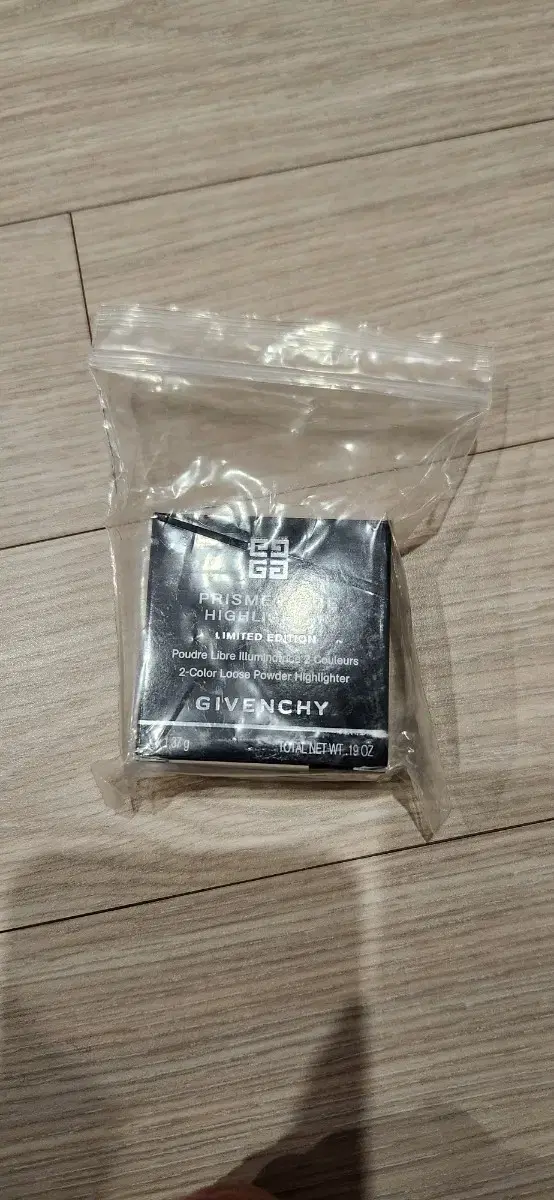 PRISME
HIGHLI
LIMITED EDITION
Poudre Libre Illuminatrice 2 Couleurs
2-Color Loose Powder Highlighter
GIVENCHY
TOTAL NET WT. .19 OZ